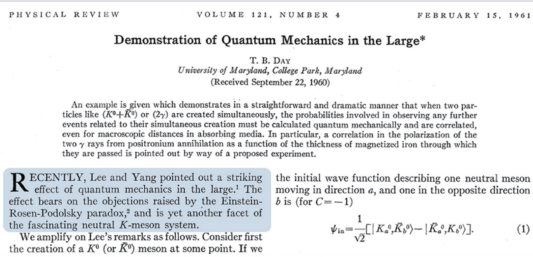 PHYSICAL REVIEW VOLUME 121, NUMBER 4 FEBRUARY 15, 1961
Demonstration of Quantum Mechanics in the Large*
T. B. DAY
University of Maryland, College Park, Maryland
(Received September 22, 1960)
An example is given which demonstrates in a straightforward and dramatic manner that when two par-
ticles like (K⁰+K̄⁰) or (2γ) are created simultaneously, the probabilities involved in observing any further
events related to their simultaneous creation must be calculated quantum mechanically and are correlated,
even for macroscopic distances in absorbing media. In particular, a correlation in the polarization of the
two γ rays from positronium annihilation as a function of the thickness of magnetized iron through which
they are passed is pointed out by way of a proposed experiment.
RECENTLY, Lee and Yang pointed out a striking
effect of quantum mechanics in the large.¹ The
effect bears on the objections raised by the Einstein-
Rosen-Podolsky paradox,² and is yet another facet of
the fascinating neutral K-meson system.
We amplify on Lee's remarks as follows. Consider first
the creation of a K⁰ (or K̄⁰) meson at some point. If we
the initial wave function describing one neutral meson
moving in direction a, and one in the opposite direction
b is (for C=−1)
ψin=1/√2[|Ka⁰,K̄b⁰⟩−|K̄a⁰,Kb⁰⟩]. (1)